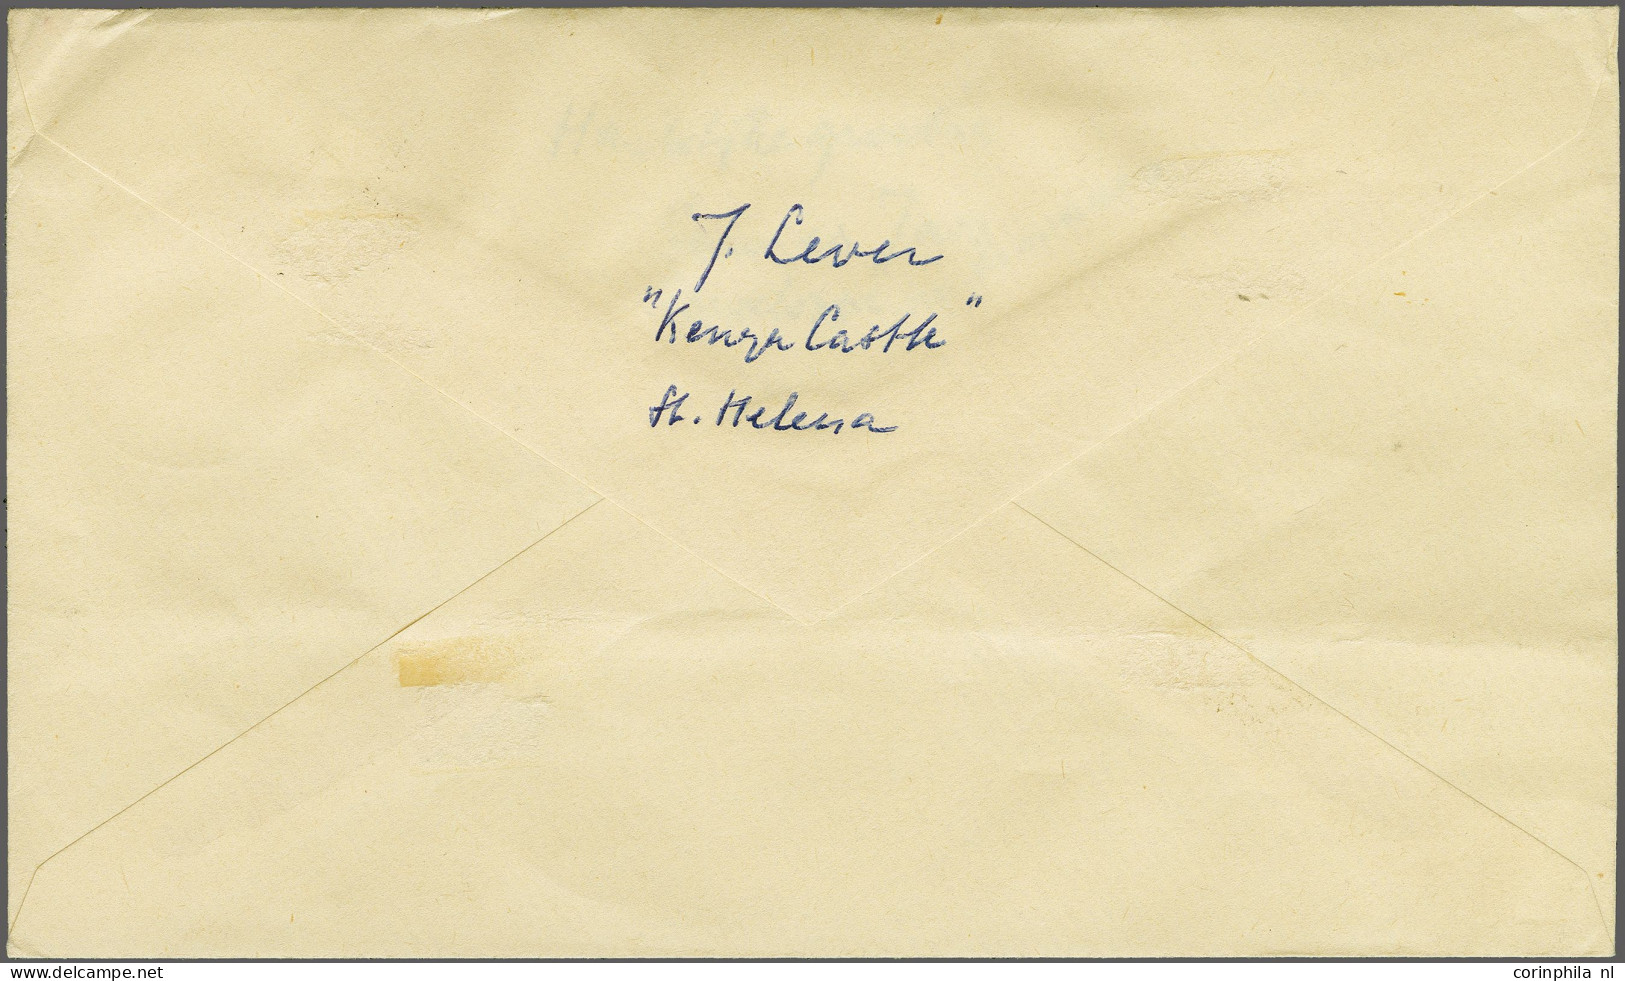 J. Lever
"Kenya Castle"
St. Helena
www.delcampe.net
corinphila nl